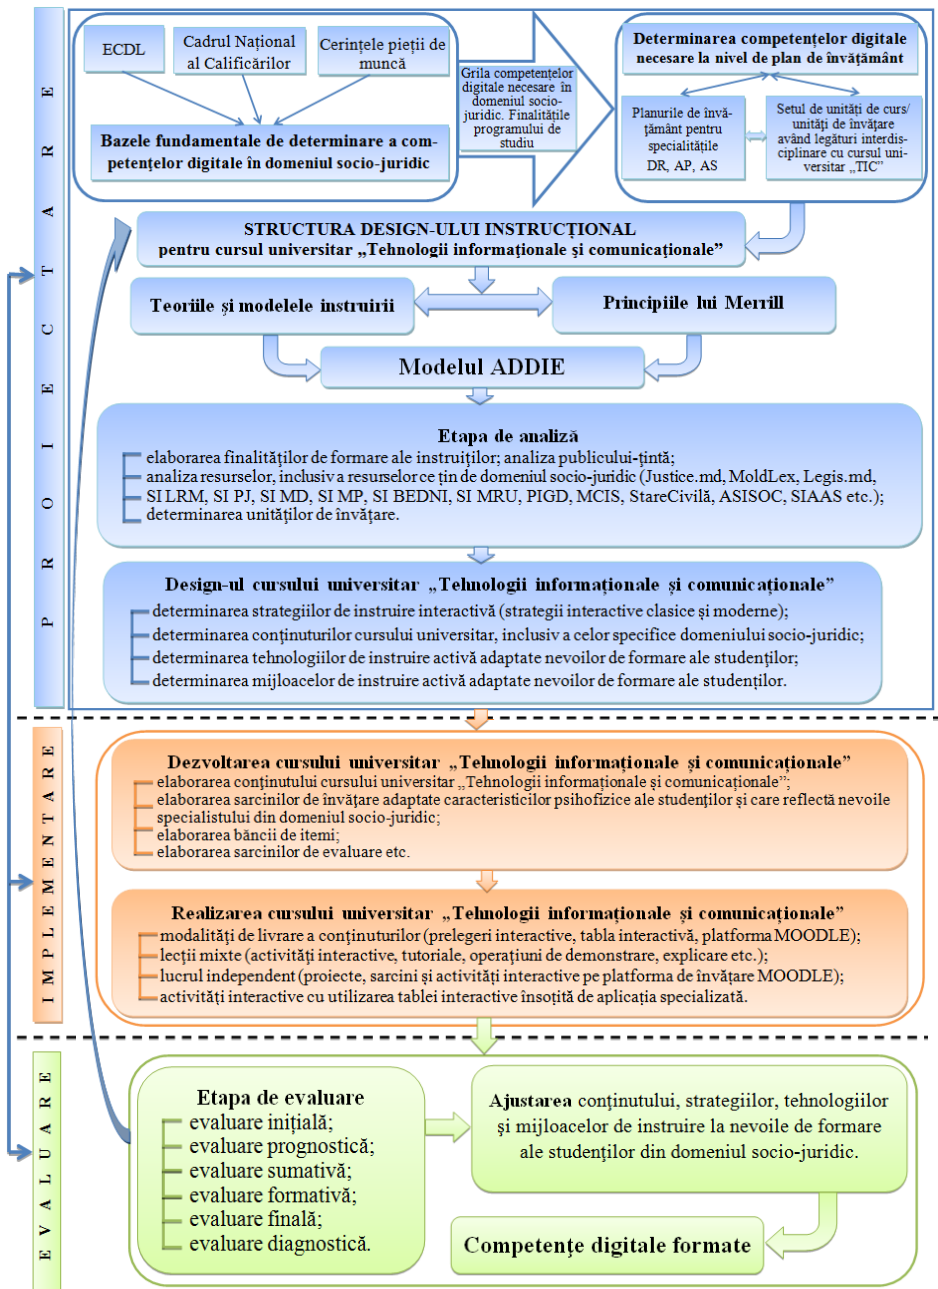 PROIECTARE
ECDL
Cadrul Național
al Calificărilor
Cerințele pieții de
muncă
Bazele fundamentale de determinare a com-
petențelor digitale în domeniul socio-juridic
Grila competențelor
digitale necesare în
domeniul socio-
juridic. Finalitățile
programului de
studiu
Determinarea competențelor digitale
necesare la nivel de plan de învățământ
Planurile de învă-
țământ pentru
specialitățile
DR, AP, AS
Setul de unități de curs/
unități de învățare
având legături interdis-
ciplinare cu cursul uni-
versitar „TIC”
STRUCTURA DESIGN-ULUI INSTRUCȚIONAL
pentru cursul universitar „Tehnologii informaționale și comunicaționale”
Teoriile și modelele instruirii
Principiile lui Merrill
Modelul ADDIE
Etapa de analiză
elaborarea finalităților de formare ale instruiților; analiza publicului-țintă;
analiza resurselor, inclusiv a resurselor ce țin de domeniul socio-juridic (Justice.md, MoldLex, Legis.md,
SI LRM, SI PJ, SI MD, SI MP, SI BEDNI, SI MRU, PIGD, MCIS, StareCivilă, ASISOC, SIAAS etc.);
determinarea unităților de învățare.
Design-ul cursului universitar „Tehnologii informaționale și comunicaționale”
determinarea strategiilor de instruire interactivă (strategii interactive clasice și moderne);
determinarea conținuturilor cursului universitar, inclusiv a celor specifice domeniului socio-juridic;
determinarea tehnologiilor de instruire activă adaptate nevoilor de formare ale studenților;
determinarea mijloacelor de instruire activă adaptate nevoilor de formare ale studenților.
IMPLEMENTARE
Dezvoltarea cursului universitar „Tehnologii informaționale și comunicaționale”
elaborarea conținutului cursului universitar „Tehnologii informaționale și comunicaționale”;
elaborarea sarcinilor de învățare adaptate caracteristicilor psihofizice ale studenților și care reflectă nevoile
specialistului din domeniul socio-juridic;
elaborarea băncii de itemi;
elaborarea sarcinilor de evaluare etc.
Realizarea cursului universitar „Tehnologii informaționale și comunicaționale”
modalități de livrare a conținuturilor (prelegeri interactive, tabla interactivă, platforma MOODLE);
lecții mixte (activități interactive, tutoriale, operațiuni de demonstrare, explicare etc.);
lucrul independent (proiecte, sarcini și activități interactive pe platforma de învățare MOODLE);
activități interactive cu utilizarea tablei interactive însoțită de aplicația specializată.
EVALUARE
Etapa de evaluare
evaluare inițială;
evaluare prognostică;
evaluare sumativă;
evaluare formativă;
evaluare finală;
evaluare diagnostică.
Ajustarea conținutului, strategiilor, tehnologiilor
și mijloacelor de instruire la nevoile de formare
ale studenților din domeniul socio-juridic.
Competențe digitale formate